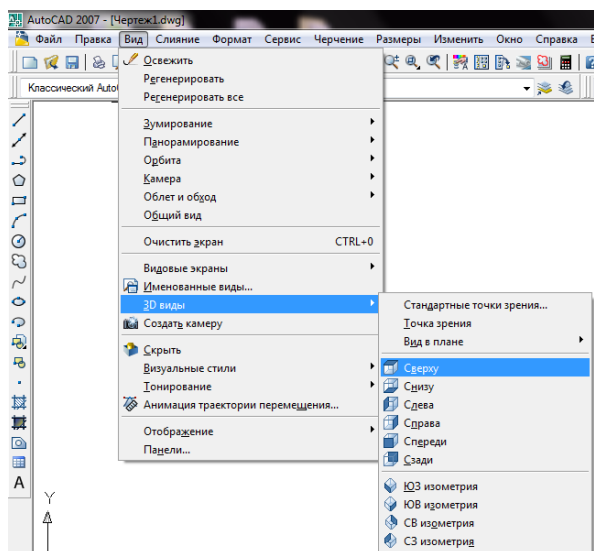 AutoCAD 2007 - [Чертеж1.dwg]
Файл Правка Вид Слияние Формат Сервис Черчение Размеры Изменить Окно Справка
Классический Auto
Освежить
Регенерировать
Регенерировать все
Зумирование
Панорамирование
Орбита
Камера
Облет и обход
Общий вид
Очистить экран CTRL+0
Видовые экраны
Именованные виды...
3D виды
Создать камеру
Скрыть
Визуальные стили
Тонирование
Анимация траектории перемещения...
Отображение
Панели...
Стандартные точки зрения...
Точка зрения
Вид в плане
Сверху
Снизу
Слева
Справа
Спереди
Сзади
ЮЗ изометрия
ЮВ изометрия
СВ изометрия
СЗ изометрия
A
Y